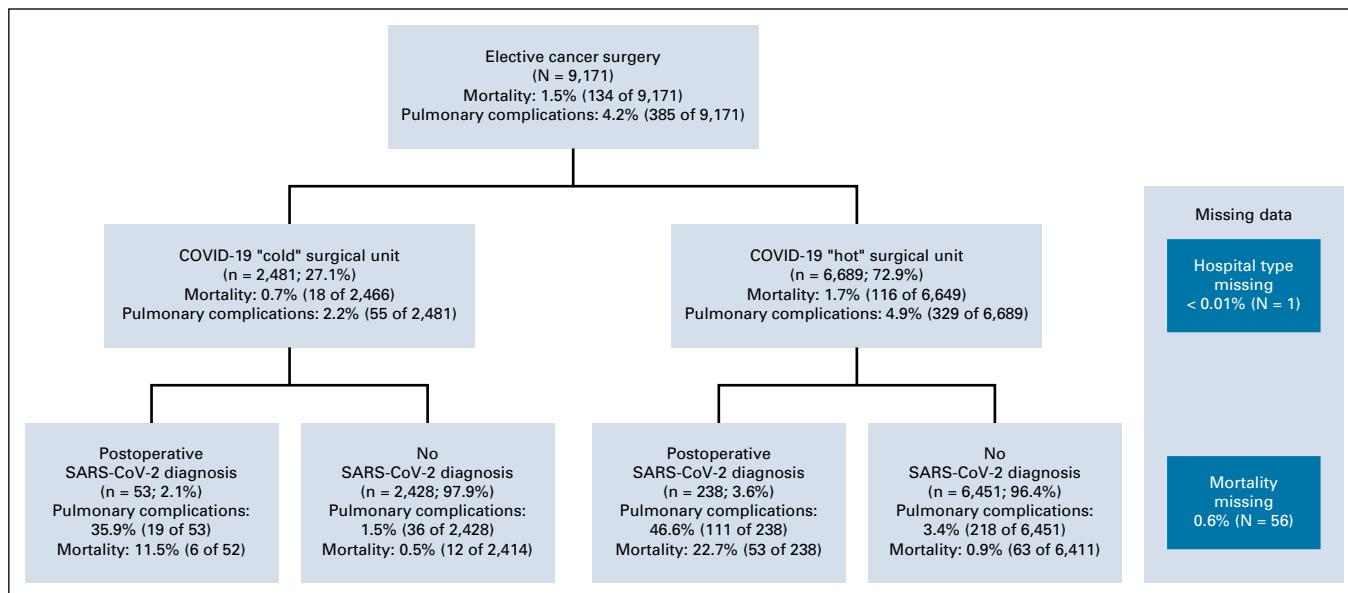 Elective cancer surgery
(N = 9,171)
Mortality: 1.5% (134 of 9,171)
Pulmonary complications: 4.2% (385 of 9,171)
COVID-19 "cold" surgical unit
(n = 2,481; 27.1%)
Mortality: 0.7% (18 of 2,466)
Pulmonary complications: 2.2% (55 of 2,481)
COVID-19 "hot" surgical unit
(n = 6,689; 72.9%)
Mortality: 1.7% (116 of 6,649)
Pulmonary complications: 4.9% (329 of 6,689)
Postoperative
SARS-CoV-2 diagnosis
(n = 53; 2.1%)
Pulmonary complications:
35.9% (19 of 53)
Mortality: 11.5% (6 of 52)
No
SARS-CoV-2 diagnosis
(n = 2,428; 97.9%)
Pulmonary complications:
1.5% (36 of 2,428)
Mortality: 0.5% (12 of 2,414)
Postoperative
SARS-CoV-2 diagnosis
(n = 238; 3.6%)
Pulmonary complications:
46.6% (111 of 238)
Mortality: 22.7% (53 of 238)
No
SARS-CoV-2 diagnosis
(n = 6,451; 96.4%)
Pulmonary complications:
3.4% (218 of 6,451)
Mortality: 0.9% (63 of 6,411)
Missing data
Hospital type
missing
< 0.01% (N = 1)
Mortality
missing
0.6% (N = 56)